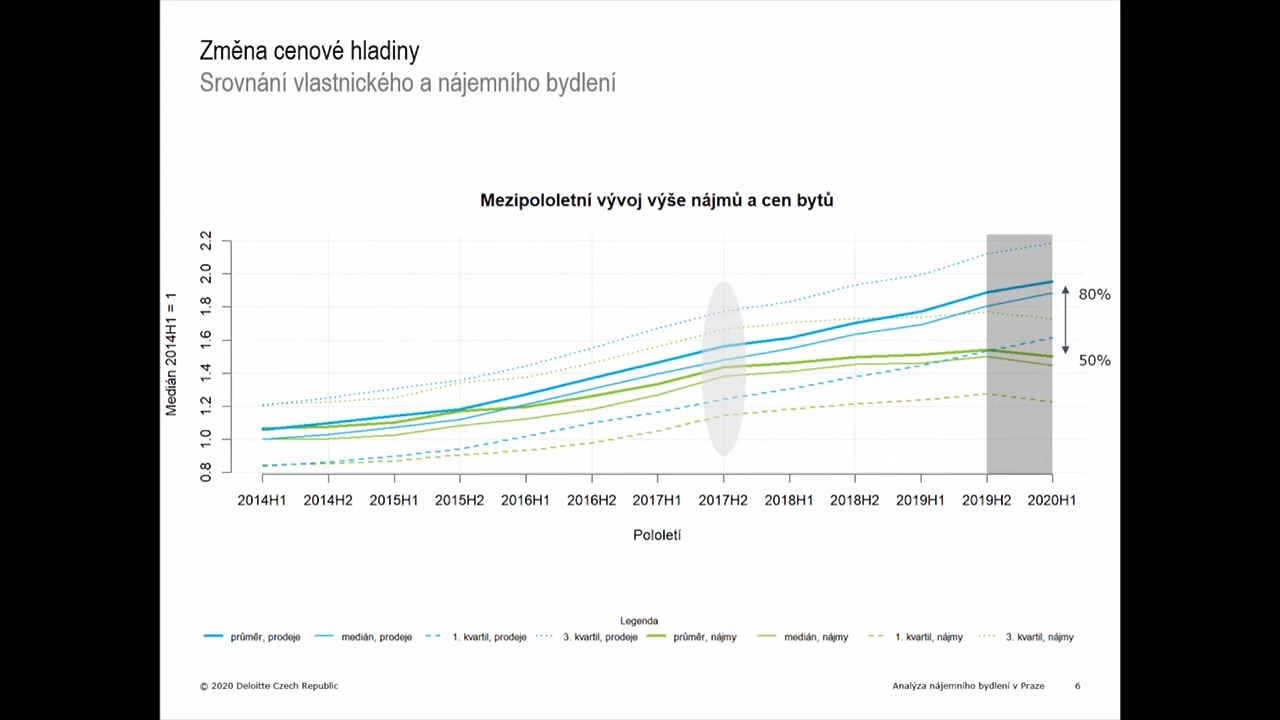 Změna cenové hladiny
Srovnání vlastnického a nájemního bydlení
Mezipololetní vývoj výše nájmů a cen bytů
Medián 2014H1 = 1
2.2
2.0
1.8
1.6
1.4
1.2
1.0
0.8
80%
50%
2014H1 2014H2 2015H1 2015H2 2016H1 2016H2 2017H1 2017H2 2018H1 2018H2 2019H1 2019H2 2020H1
Pololetí
Legenda
průměr, prodeje medián, prodeje 1. kvartil, prodeje 3. kvartil, prodeje průměr, nájmy medián, nájmy 1. kvartil, nájmy 3. kvartil, nájmy
© 2020 Deloitte Czech Republic Analýza nájemního bydlení v Praze 6